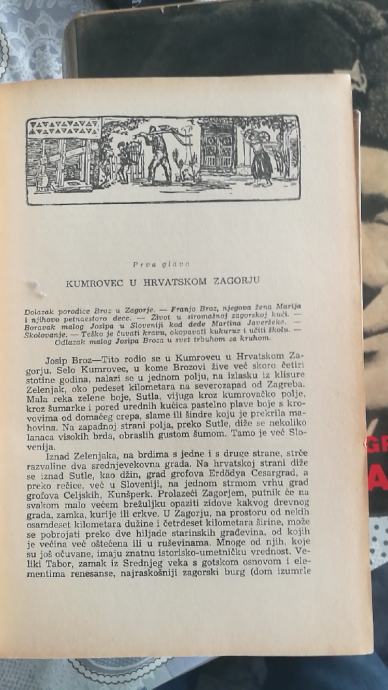 Prva glava
KUMROVEC U HRVATSKOM ZAGORJU
Dolazak porodice Broz u Zagorje. — Franjo Broz, njegova žena Marija
i njihovo petnaestoro dece. — Život u siromašnoj zagorskoj kući. —
Boravak malog Josipa u Sloveniji kod dede Martina Javeršeka. —
Školovanje. — Teško je čuvati kravu, okopavati kukuruz i učiti školu. —
Odlazak malog Josipa Broza u svet trbuhom za kruhom.
Josip Broz—Tito rodio se u Kumrovcu u Hrvatskom Za-
gorju. Selo Kumrovec, u kome Brozovi žive već skoro četiri
stotine godina, nalazi se u jednom polju, na izlasku iz klisure
Zelenjak, oko pedeset kilometara na severozapad od Zagreba.
Mala reka zelene boje, Sutla, vijuga kroz kumrovačko polje,
kroz šumarke i pored urednih kućica pastelno plave boje s kro-
vovima od domaćeg crepa, slame ili šindre koju je prekrila ma-
hovina. Na zapadnoj strani polja, preko Sutle, diže se nekoliko
lanaca visokih brda, obraslih gustom šumom. Tamo je već Slo-
venija.
Iznad Zelenjaka, na brdima s jedne i s druge strane, strče
razvaline dva srednjevekovna grada. Na hrvatskoj strani diže
se iznad Sutle, kao džin, grad grofova Erdödya Cesargrad, a
preko rečice, već u Sloveniji, na jednom strmom vrhu grad
grofova Celjskih, Kunšperk. Prolazeći Zagorjem, putnik će na
svakom malo većem brežuljku opaziti zidove kakvog drevnog
grada, zamka, kurije ili crkve. U Zagorju, na prostoru od nekih
osamdeset kilometara dužine i četrdeset kilometara širine, može
se pobrojati preko dve hiljade starinskih građevina, od kojih
je većina već oštećena ili u ruševinama. Mnoge od njih, koje
su još očuvane, imaju znatnu istorisko-umetničku vrednost. Ve-
liki Tabor, zamak iz Srednjeg veka s gotskom osnovom i ele-
mentima renesanse, najraskošniji zagorski burg (dom izumrle